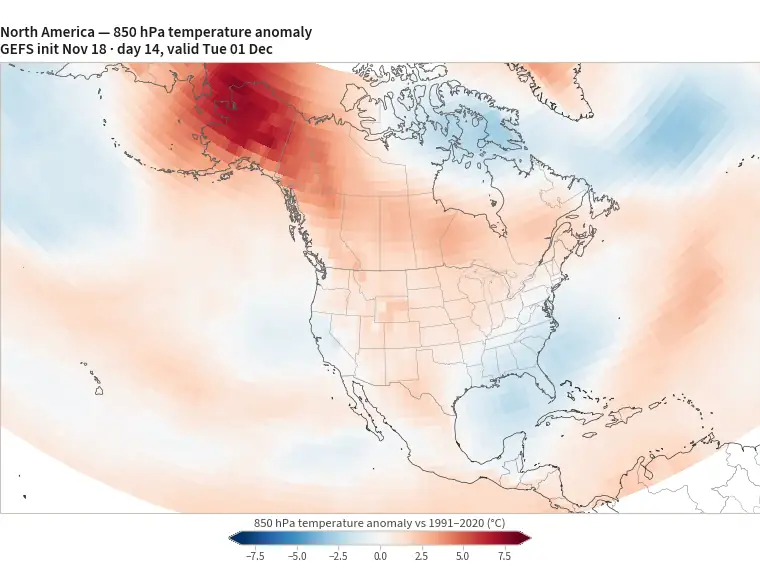 North America — 850 hPa temperature anomaly
GEFS init Nov 18 · day 14, valid Tue 01 Dec
850 hPa temperature anomaly vs 1991–2020 (°C)
−7.5 −5.0 −2.5 0.0 2.5 5.0 7.5